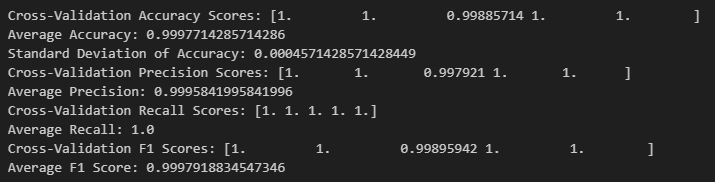 Cross-Validation Accuracy Scores: [1.         1.         0.99885714 1.         1.        ]
Average Accuracy: 0.9997714285714286
Standard Deviation of Accuracy: 0.0004571428571428449
Cross-Validation Precision Scores: [1.       1.       0.997921 1.       1.      ]
Average Precision: 0.9995841995841996
Cross-Validation Recall Scores: [1. 1. 1. 1. 1.]
Average Recall: 1.0
Cross-Validation F1 Scores: [1.         1.         0.99895942 1.         1.        ]
Average F1 Score: 0.9997918834547346